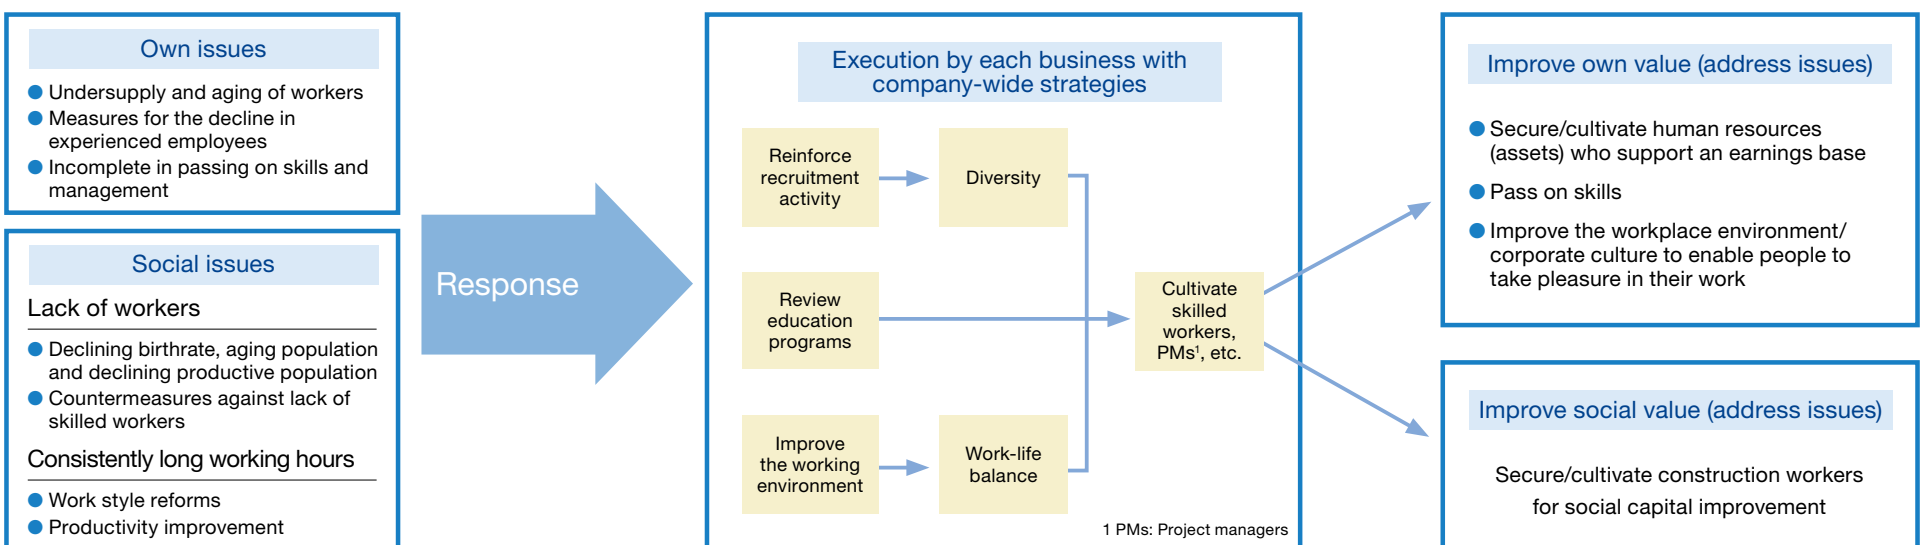 Own issues
● Undersupply and aging of workers
● Measures for the decline in
experienced employees
● Incomplete in passing on skills and
management
Social issues
Lack of workers
● Declining birthrate, aging population
and declining productive population
● Countermeasures against lack of
skilled workers
Consistently long working hours
● Work style reforms
● Productivity improvement
Response
Execution by each business with
company-wide strategies
Reinforce
recruitment
activity
Diversity
Review
education
programs
Cultivate
skilled
workers,
PMs¹, etc.
Improve
the working
environment
Work-life
balance
1 PMs: Project managers
Improve own value (address issues)
● Secure/cultivate human resources
(assets) who support an earnings base
● Pass on skills
● Improve the workplace environment/
corporate culture to enable people to
take pleasure in their work
Improve social value (address issues)
Secure/cultivate construction workers
for social capital improvement